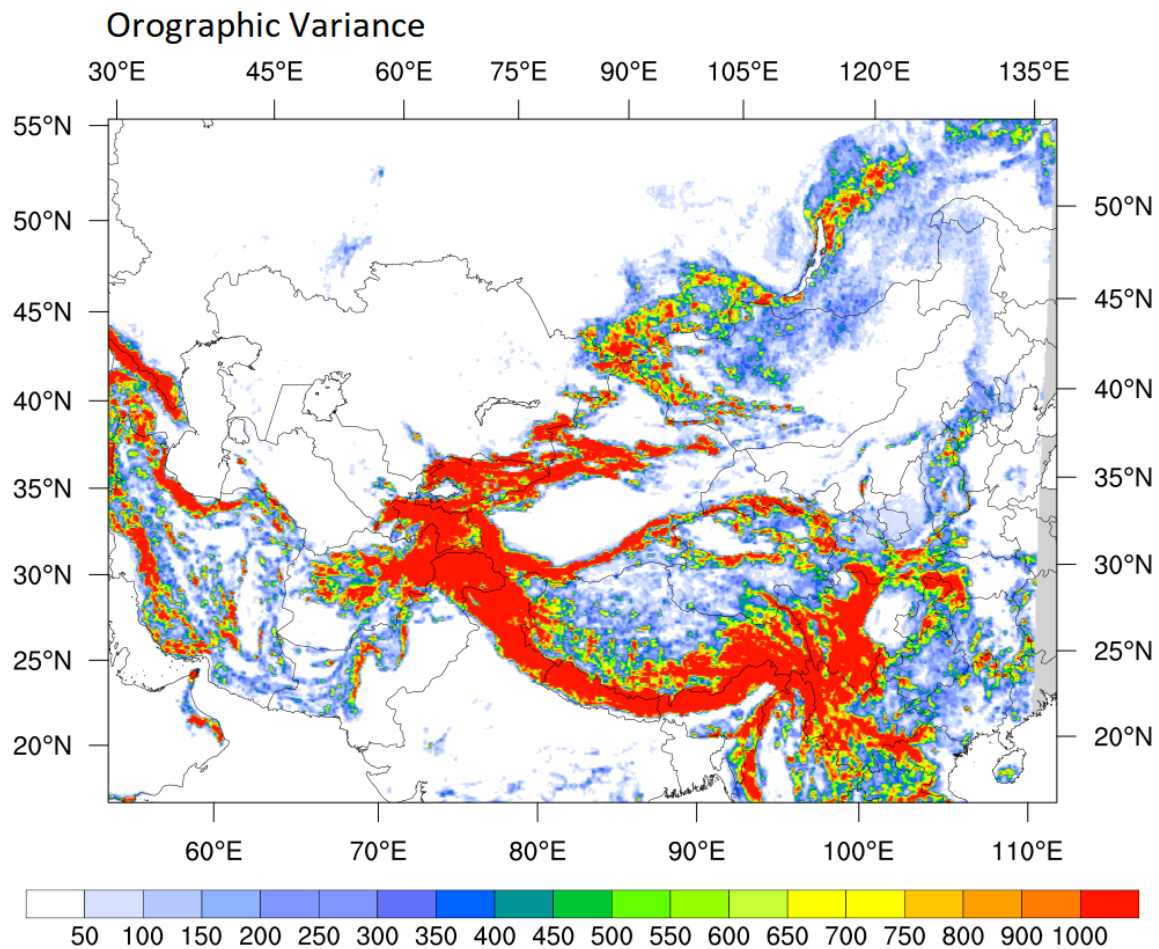 Orographic Variance
30°E 45°E 60°E 75°E 90°E 105°E 120°E 135°E
55°N
50°N 50°N
45°N 45°N
40°N 40°N
35°N 35°N
30°N 30°N
25°N 25°N
20°N 20°N
60°E 70°E 80°E 90°E 100°E 110°E
50 100 150 200 250 300 350 400 450 500 550 600 650 700 750 800 900 1000